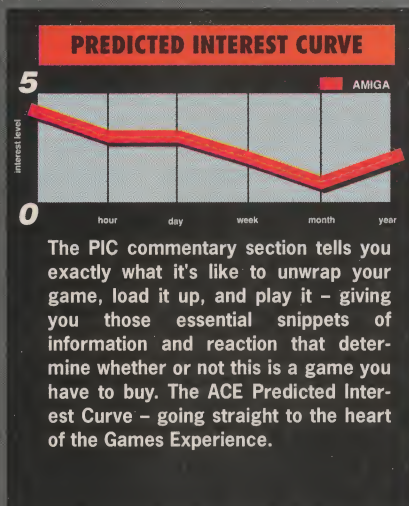 PREDICTED INTEREST CURVE
5
AMIGA
interest level
0
hour day week month year
The PIC commentary section tells you
exactly what it's like to unwrap your
game, load it up, and play it – giving
you those essential snippets of
information and reaction that deter-
mine whether or not this is a game you
have to buy. The ACE Predicted Inter-
est Curve – going straight to the heart
of the Games Experience.